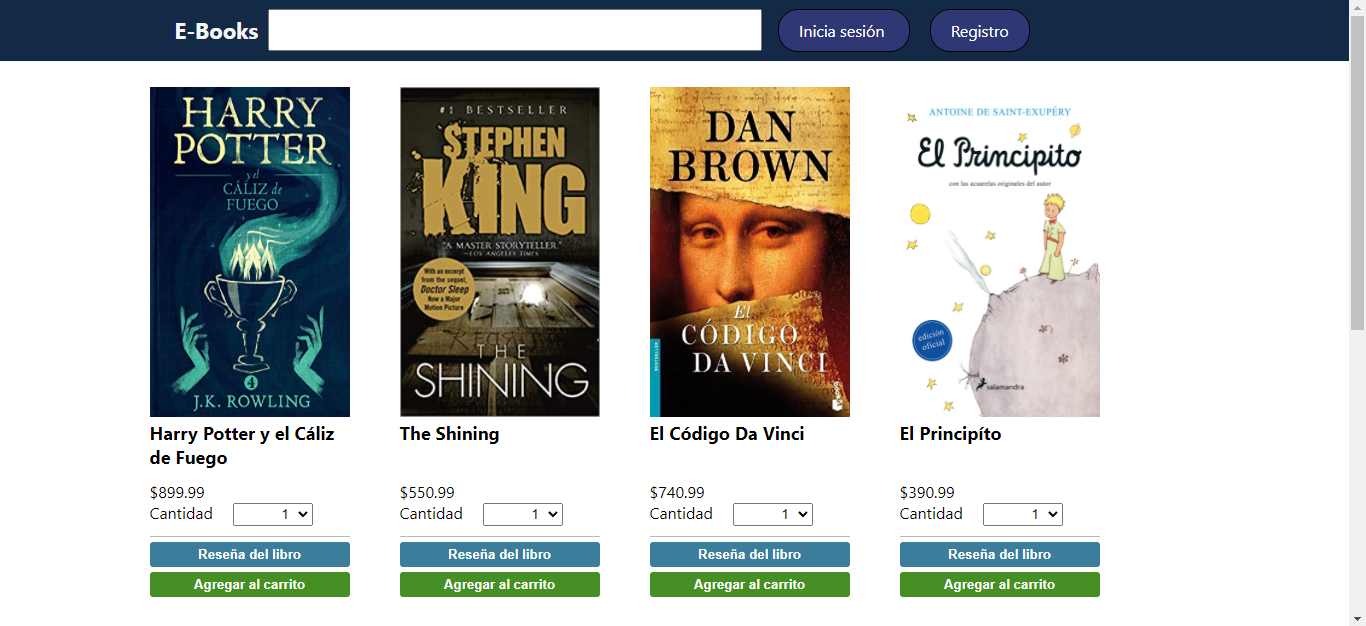 E-Books
Inicia sesión
Registro
HARRY
POTTER
y el
CÁLIZ de
FUEGO
4
J.K. ROWLING
#1 BESTSELLER
STEPHEN
KING
"A MASTER STORYTELLER."
—LOS ANGELES TIMES
With an excerpt
from the sequel,
Doctor Sleep
Now a Major
Motion Picture
THE
SHINING
DAN
BROWN
El
CÓDIGO
DA VINCI
BESTSELLER
Booket
ANTOINE DE SAINT-EXUPÉRY
El Principito
con las acuarelas originales del autor
edición
oficial
salamandra
Harry Potter y el Cáliz
de Fuego
The Shining
El Código Da Vinci
El Principíto
$899.99
$550.99
$740.99
$390.99
Cantidad 1
Cantidad 1
Cantidad 1
Cantidad 1
Reseña del libro
Reseña del libro
Reseña del libro
Reseña del libro
Agregar al carrito
Agregar al carrito
Agregar al carrito
Agregar al carrito